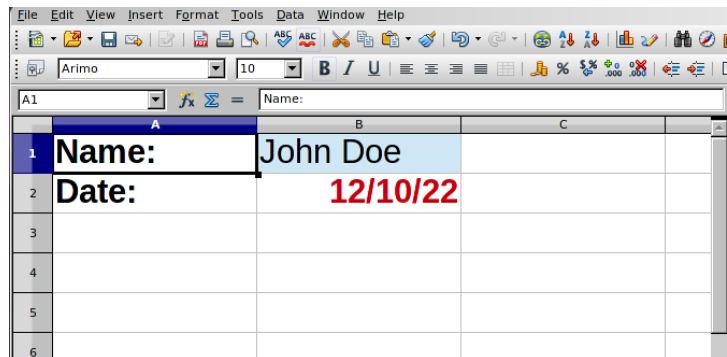 File Edit View Insert Format Tools Data Window Help
Arimo 10 B I U
A1 fx Σ = Name:
A B C
1 Name: John Doe
2 Date: 12/10/22
3
4
5
6